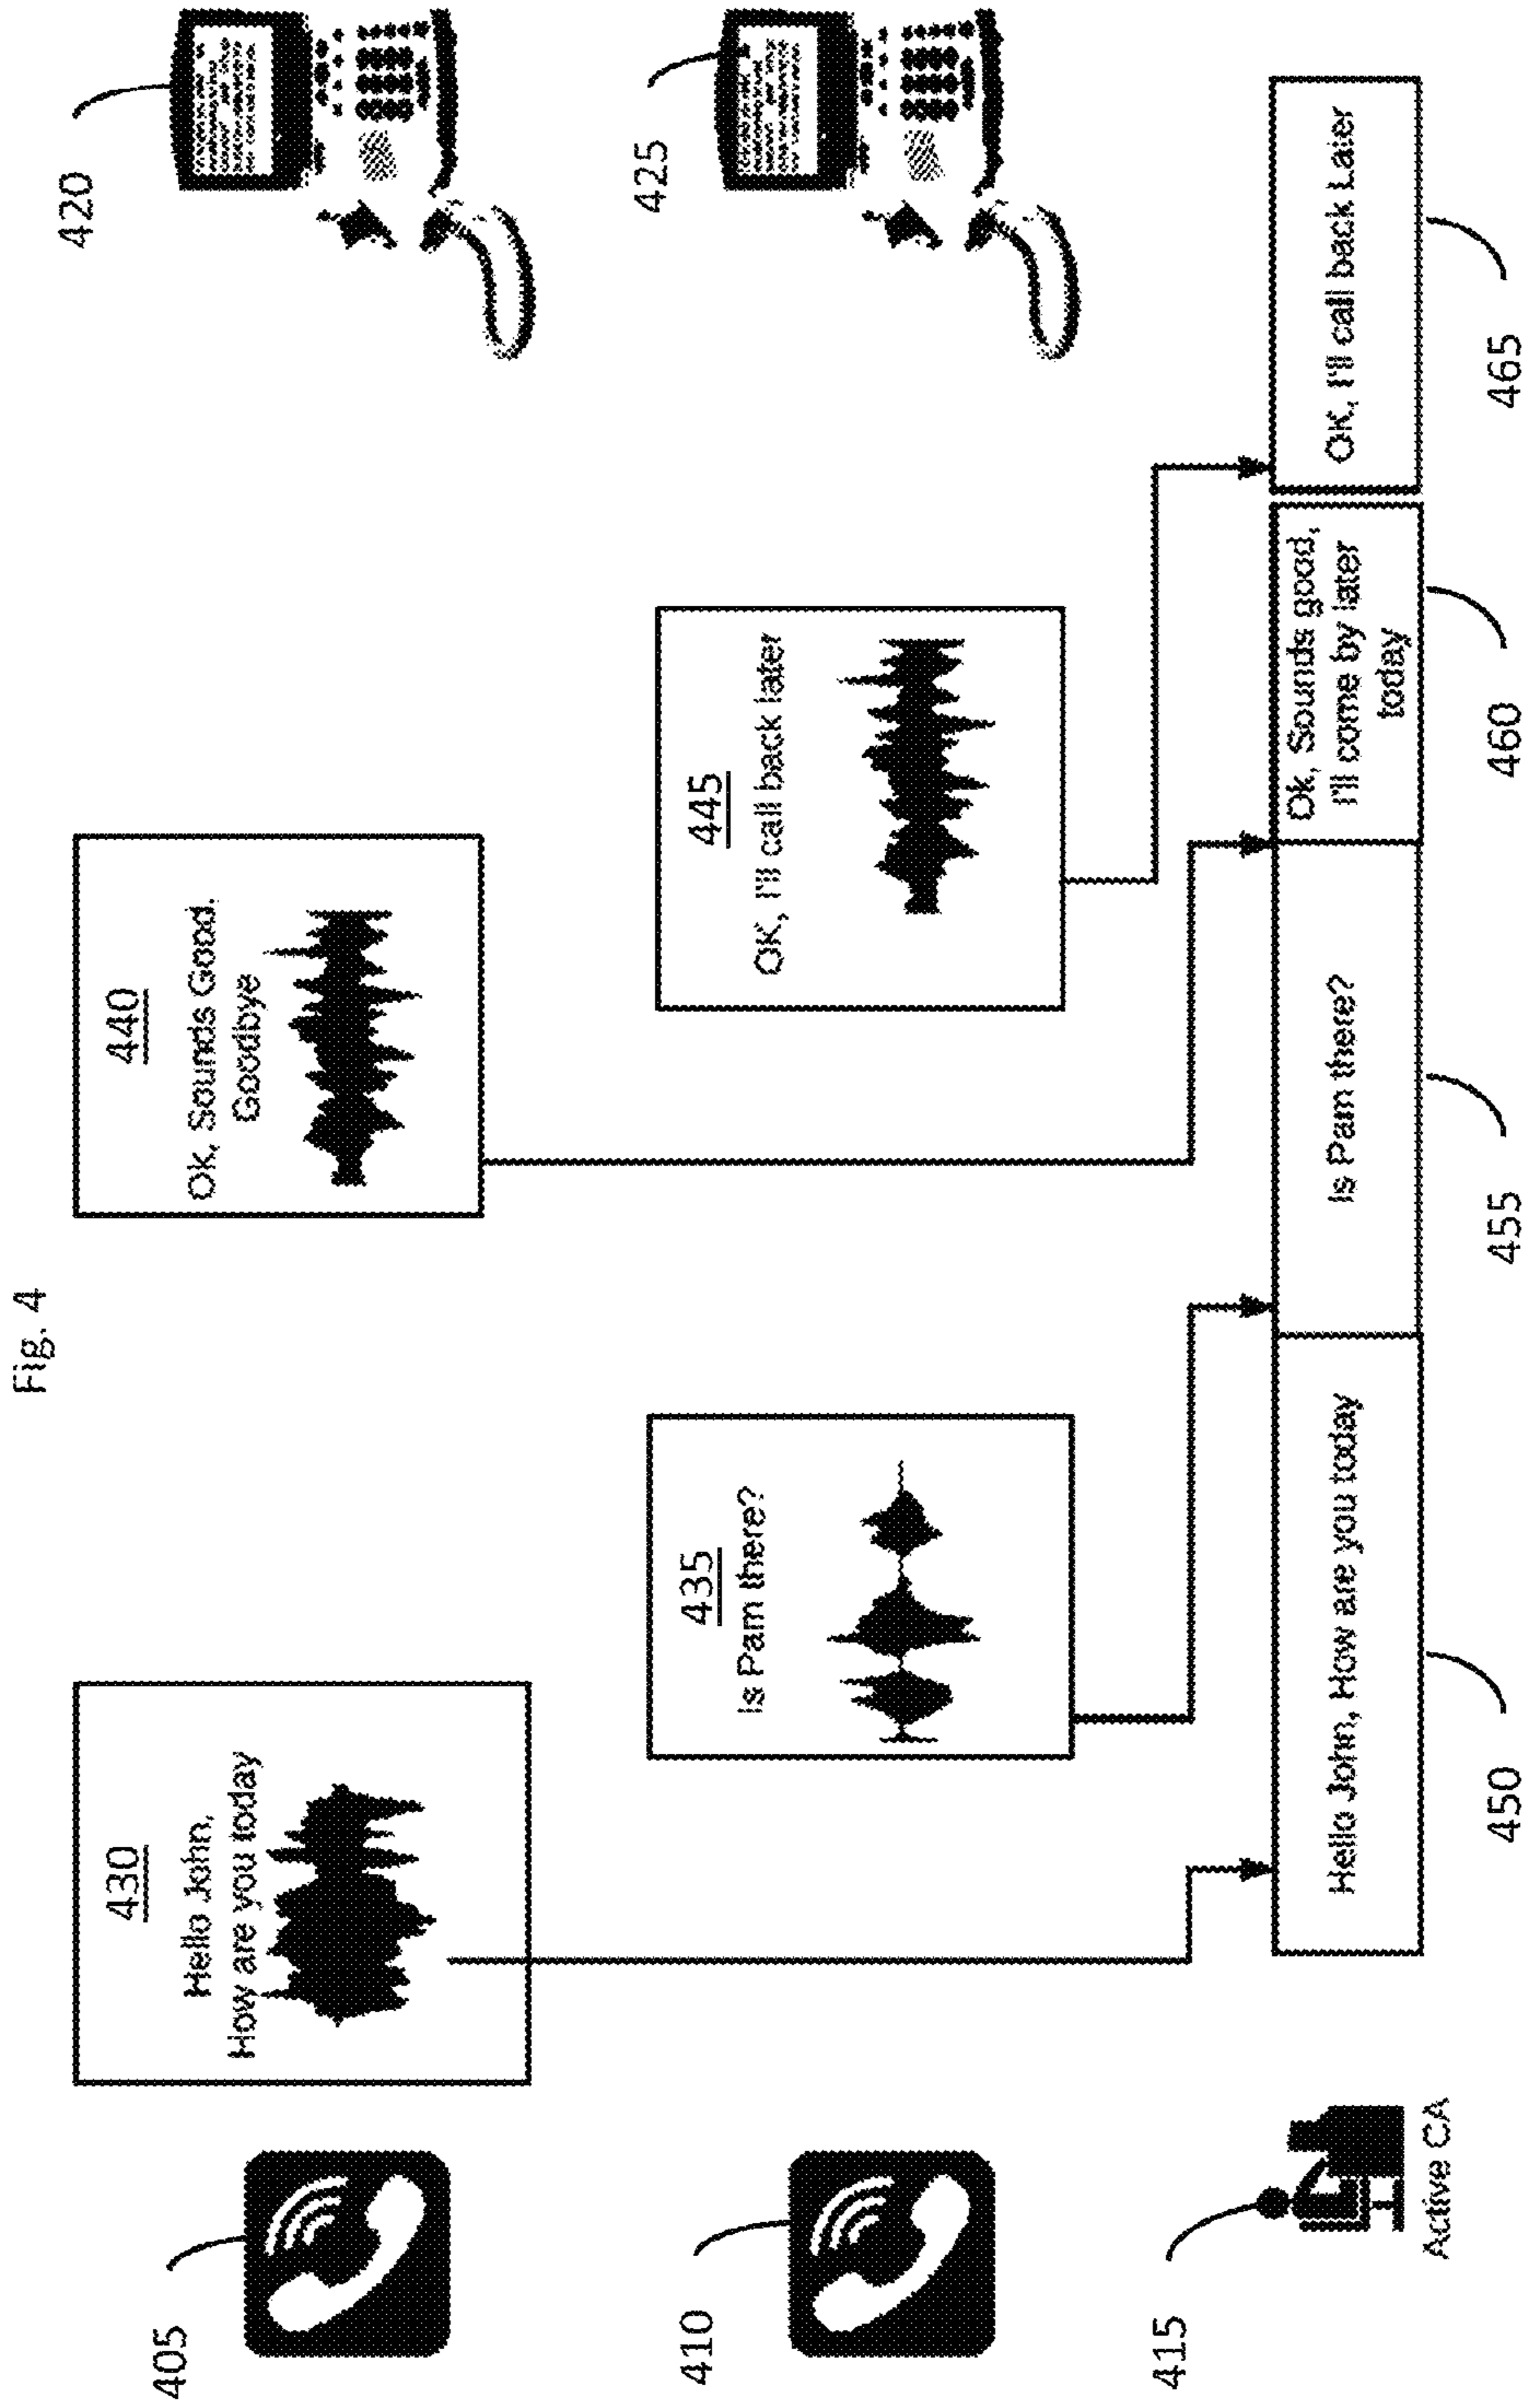 Fig. 4
405
430
Hello John,
How are you today
440
Ok, Sounds Good.
Goodbye
420
410
435
Is Pam there?
445
OK, I'll call back later
425
415
Active CA
Hello John, How are you today
Is Pam there?
Ok, Sounds good,
I'll come by later
today
OK, I'll call back Later
450
455
460
465